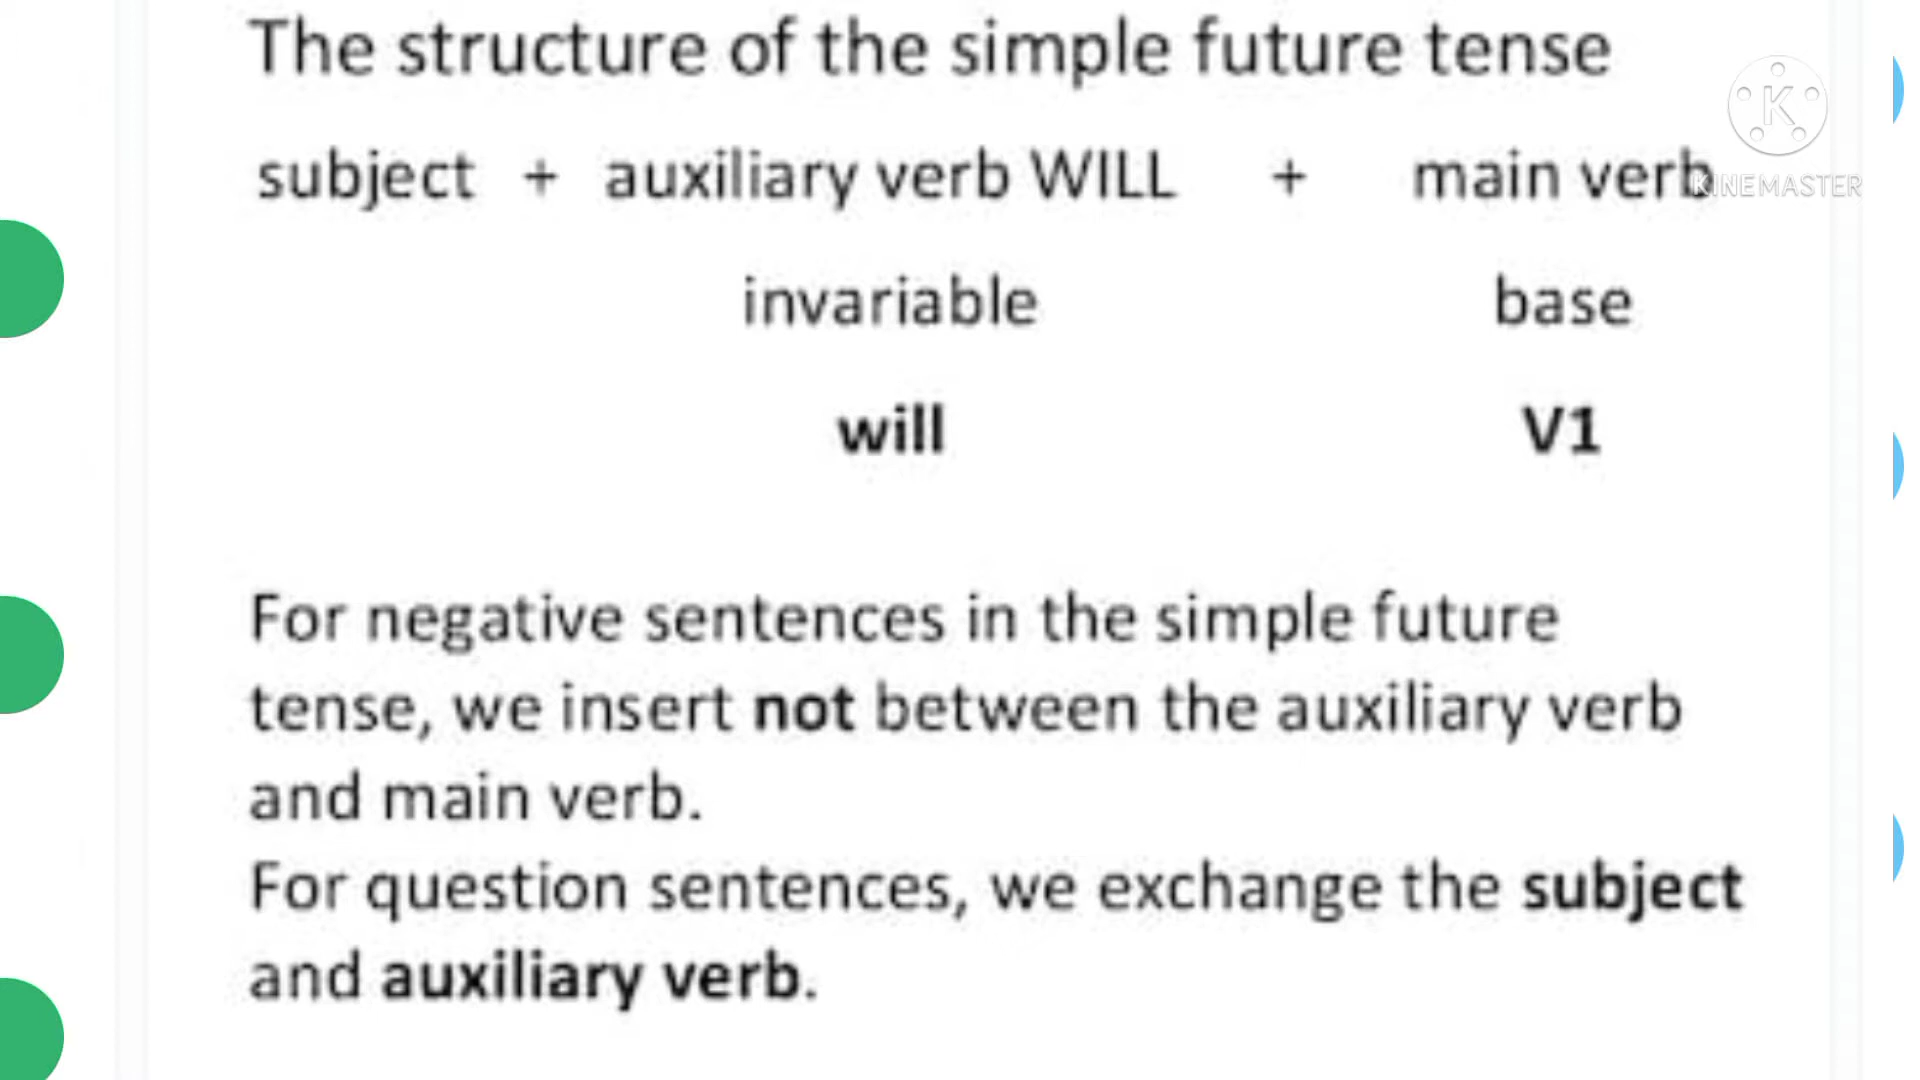 The structure of the simple future tense
subject + auxiliary verb WILL + main verb
KINEMASTER
invariable base
will V1
For negative sentences in the simple future
tense, we insert not between the auxiliary verb
and main verb.
For question sentences, we exchange the subject
and auxiliary verb.